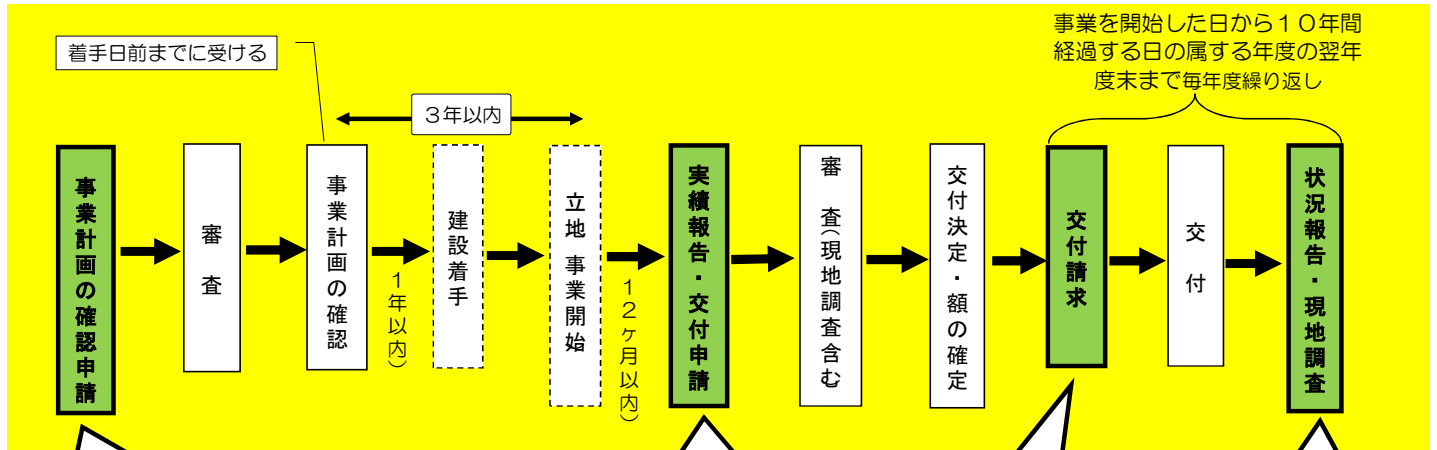 着手日前までに受ける
事業を開始した日から１０年間
経過する日の属する年度の翌年
度末まで毎年度繰り返し
３年以内
事業計画の確認申請
審　査
事業計画の確認
１年以内）
建設着手
立地 事業開始
１２ヶ月以内）
実績報告・交付申請
審　査（現地調査含む
交付決定・額の確定
交付請求
交　付
状況報告・現地調査